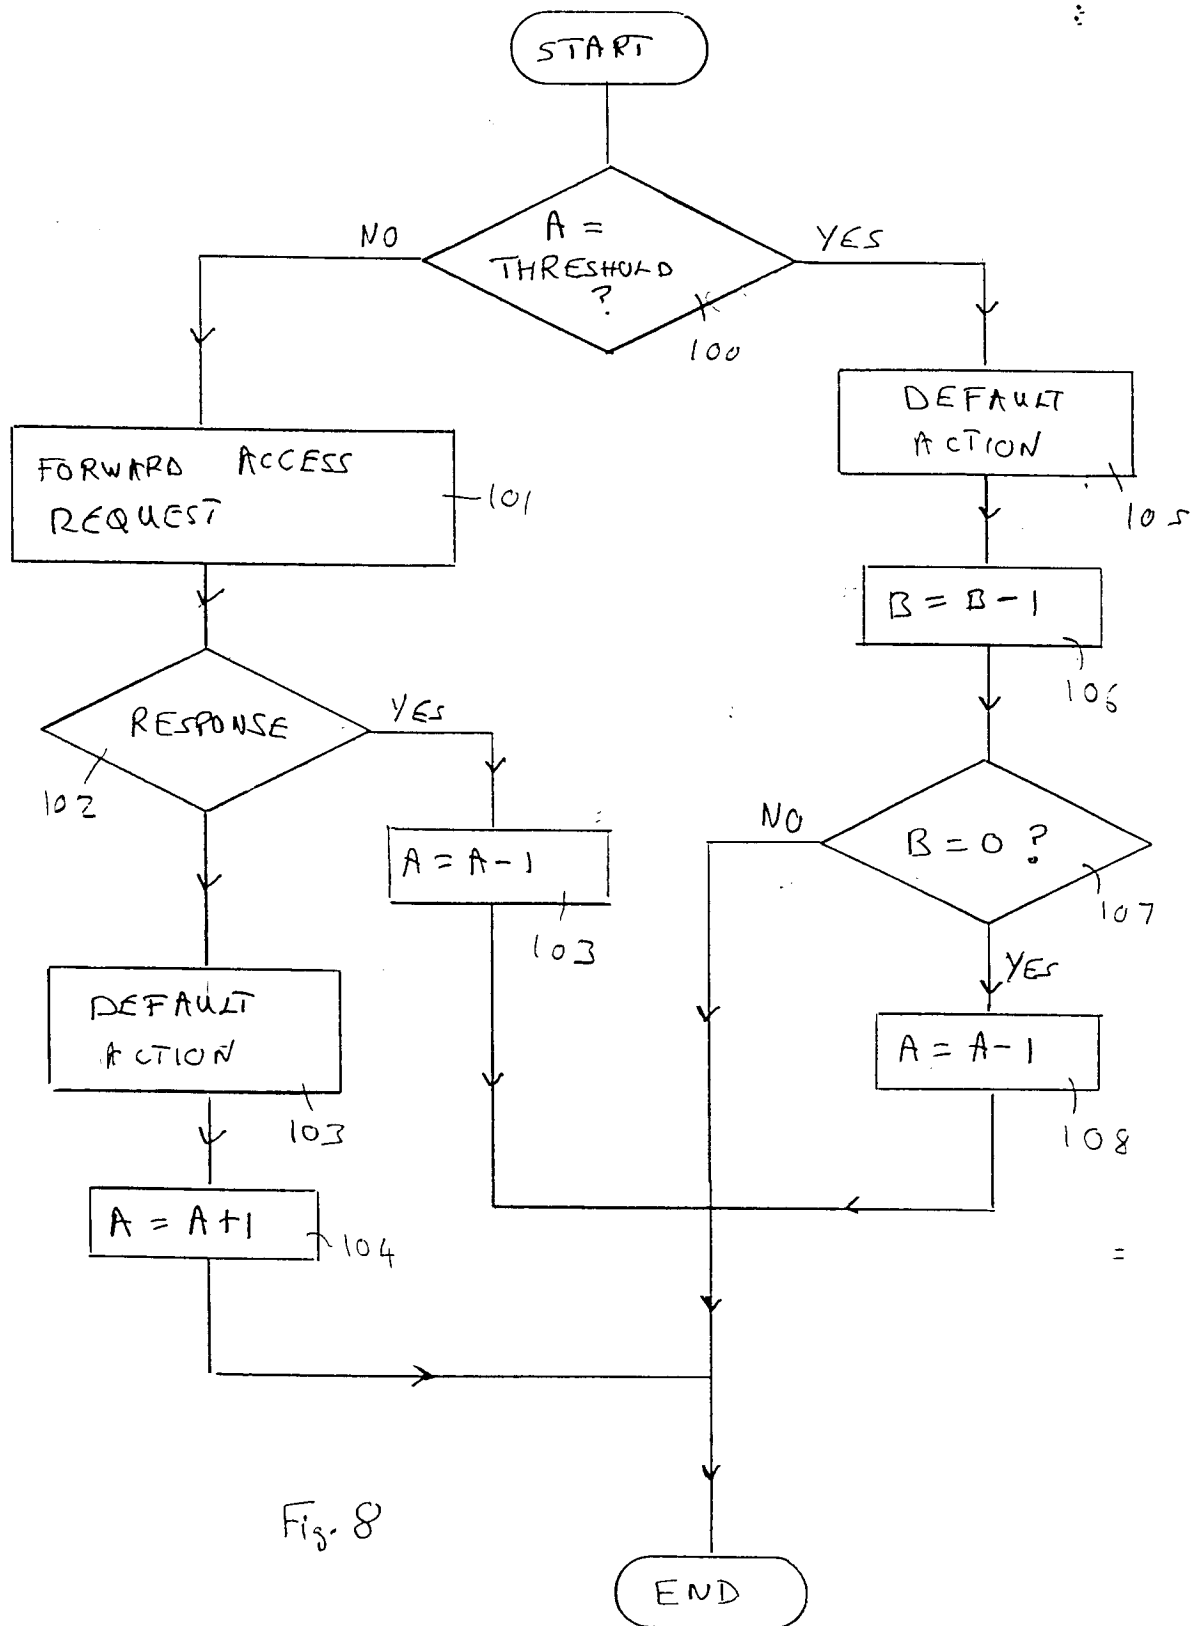 START
A =
THRESHOLD
?
NO
YES
100
DEFAULT
ACTION
105
FORWARD ACCESS
REQUEST
101
B = B - 1
106
RESPONSE
YES
102
A = A - 1
103
NO
B = 0 ?
107
YES
DEFAULT
ACTION
103
A = A - 1
108
A = A + 1
104
Fig. 8
END